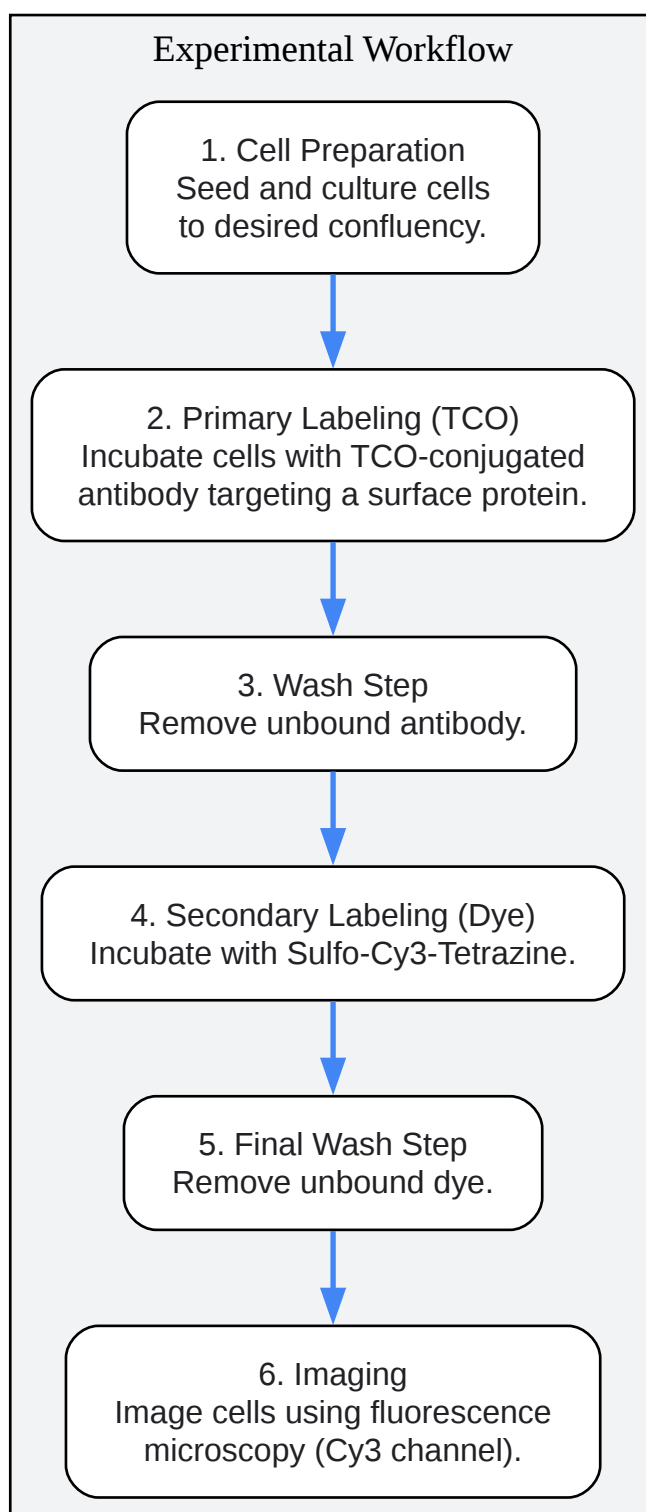 Experimental Workflow
1. Cell Preparation
Seed and culture cells
to desired confluency.
2. Primary Labeling (TCO)
Incubate cells with TCO-conjugated
antibody targeting a surface protein.
3. Wash Step
Remove unbound antibody.
4. Secondary Labeling (Dye)
Incubate with Sulfo-Cy3-Tetrazine.
5. Final Wash Step
Remove unbound dye.
6. Imaging
Image cells using fluorescence
microscopy (Cy3 channel).